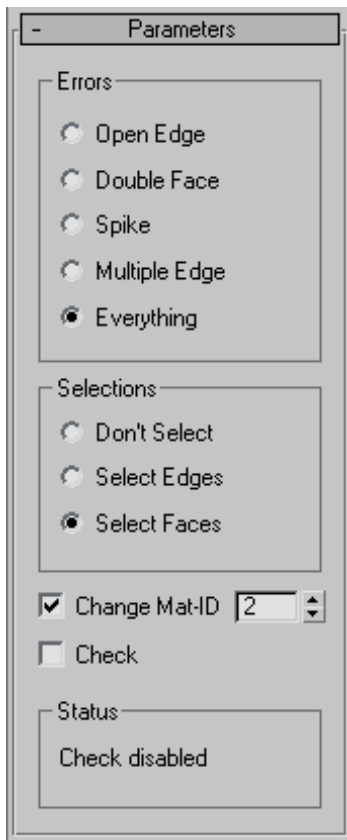 - Parameters
Errors
Open Edge
Double Face
Spike
Multiple Edge
Everything
Selections
Don't Select
Select Edges
Select Faces
Change Mat-ID 2
Check
Status
Check disabled